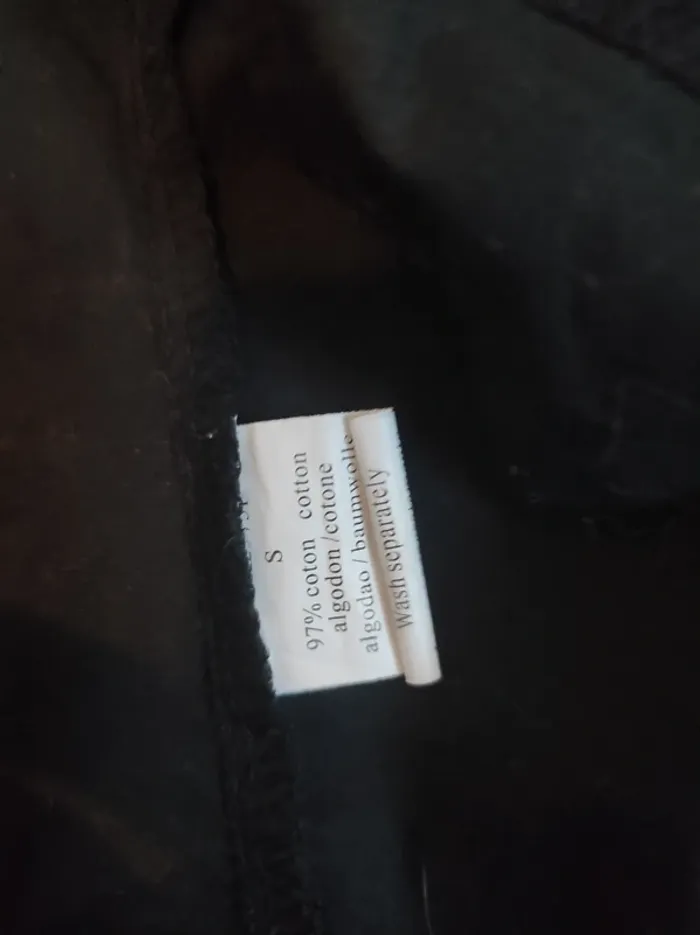 S
97% coton cotton
algodon/cotone
algodao/baumwolle
Wash separately